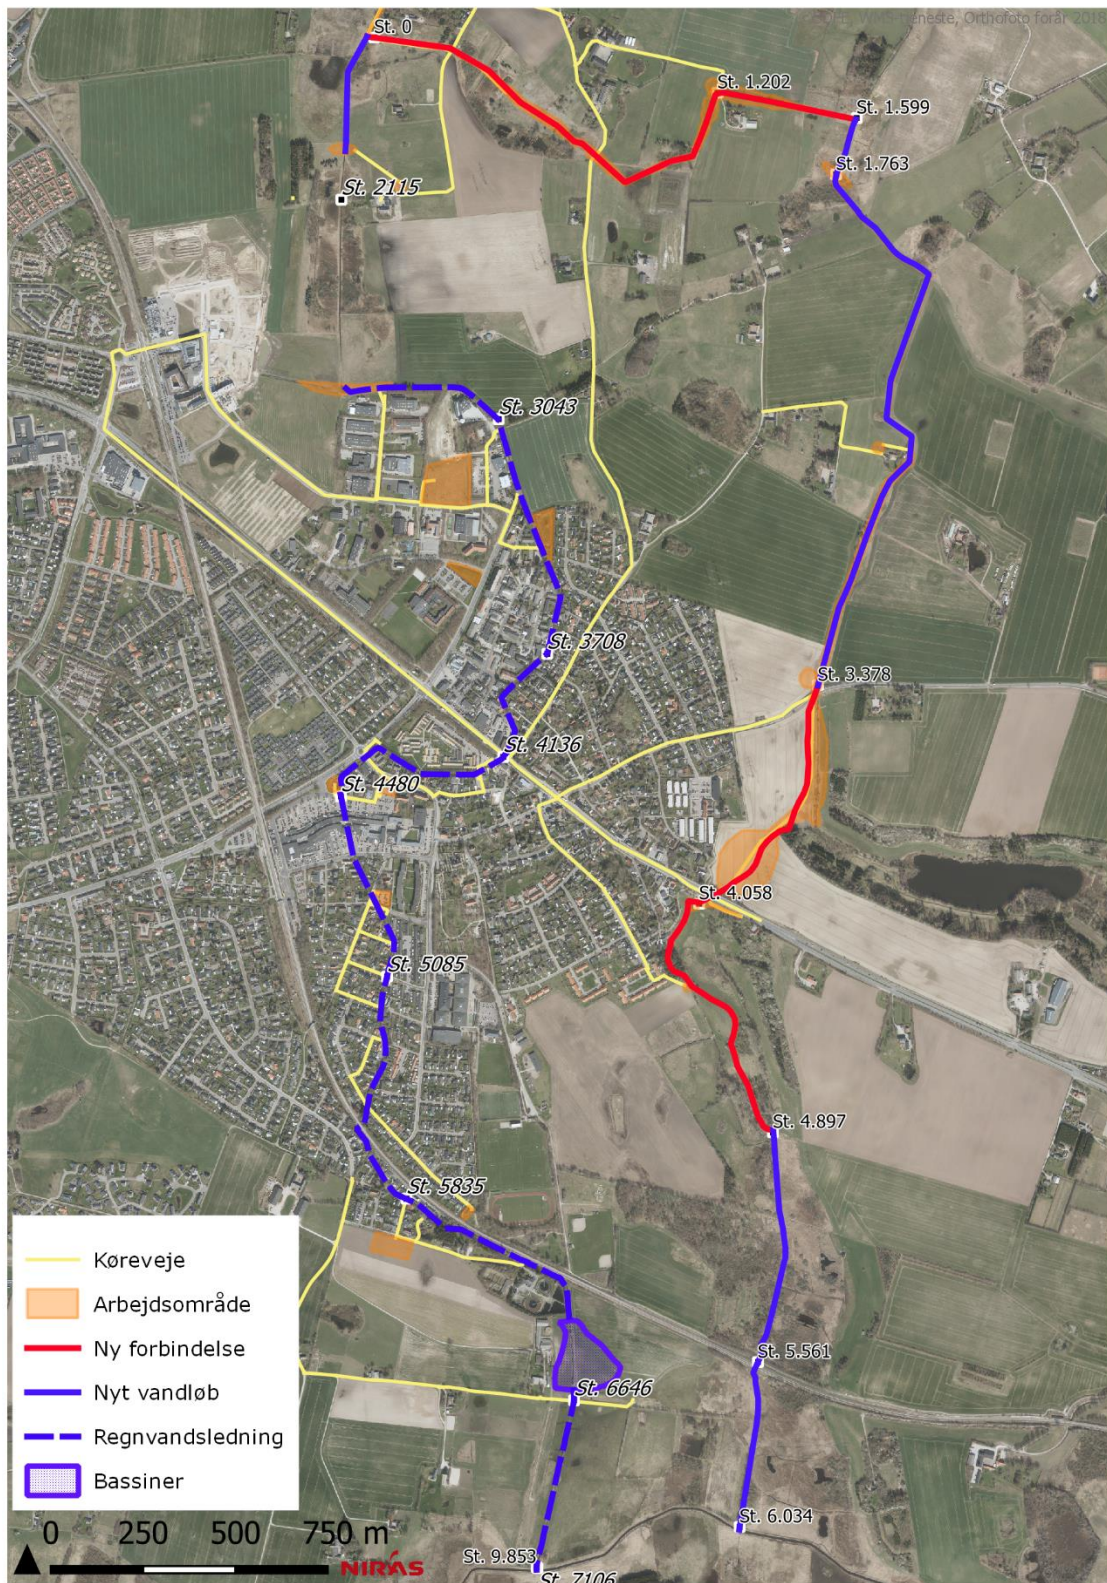 WMS-tjeneste, Orthofoto forår 2018
St. 0
St. 1.202
St. 1.599
St. 1.763
St. 2115
St. 3043
St. 3708
St. 3.378
St. 4136
St. 4480
St. 4.058
St. 5085
St. 4.897
St. 5835
St. 5.561
St. 6646
St. 6.034
St. 9.853
St. 7106
Køreveje
Arbejdsområde
Ny forbindelse
Nyt vandløb
Regnvandsledning
Bassiner
0 250 500 750 m
NIRAS